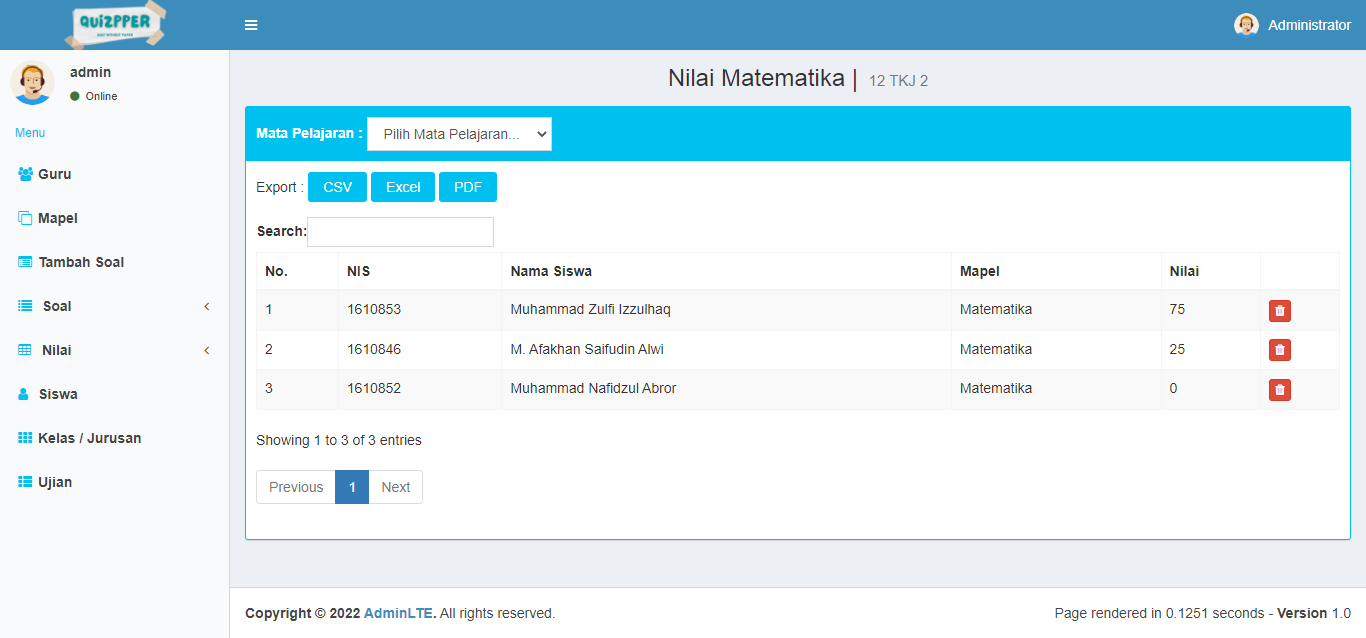 QUiZPPER
QUIZ WITHOUT PAPER
Administrator
admin
Online
Menu
Guru
Mapel
Tambah Soal
Soal
Nilai
Siswa
Kelas / Jurusan
Ujian
Nilai Matematika | 12 TKJ 2
Mata Pelajaran : Pilih Mata Pelajaran...
Export : CSV Excel PDF
Search:
No. NIS Nama Siswa Mapel Nilai
1 1610853 Muhammad Zulfi Izzulhaq Matematika 75
2 1610846 M. Afakhan Saifudin Alwi Matematika 25
3 1610852 Muhammad Nafidzul Abror Matematika 0
Showing 1 to 3 of 3 entries
Previous 1 Next
Copyright © 2022 AdminLTE. All rights reserved.
Page rendered in 0.1251 seconds - Version 1.0